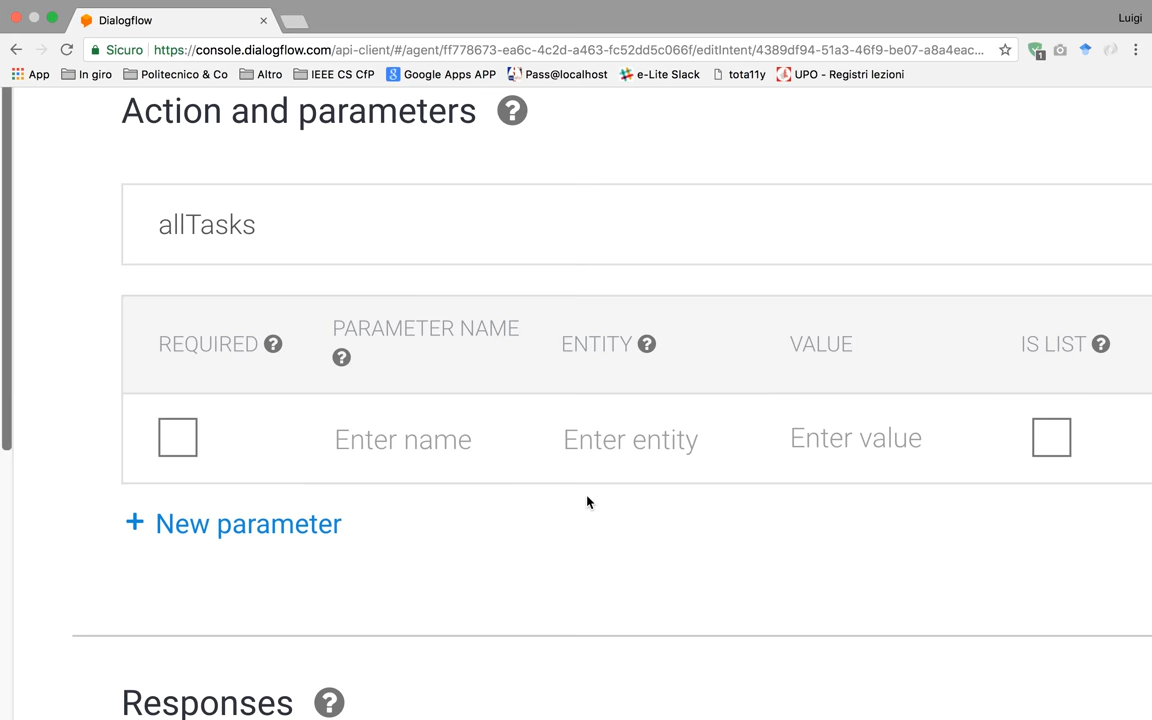 Dialogflow
Luigi
Sicuro https://console.dialogflow.com/api-client/#/agent/ff778673-ea6c-4c2d-a463-fc52dd5c066f/editIntent/4389df94-51a3-46f9-be07-a8a4eac...
1
App In giro Politecnico & Co Altro IEEE CS CfP Google Apps APP Pass@localhost e-Lite Slack tota11y UPO - Registri lezioni
Action and parameters ?
allTasks
REQUIRED ? PARAMETER NAME ? ENTITY ? VALUE IS LIST ?
Enter name Enter entity Enter value
+ New parameter
Responses ?